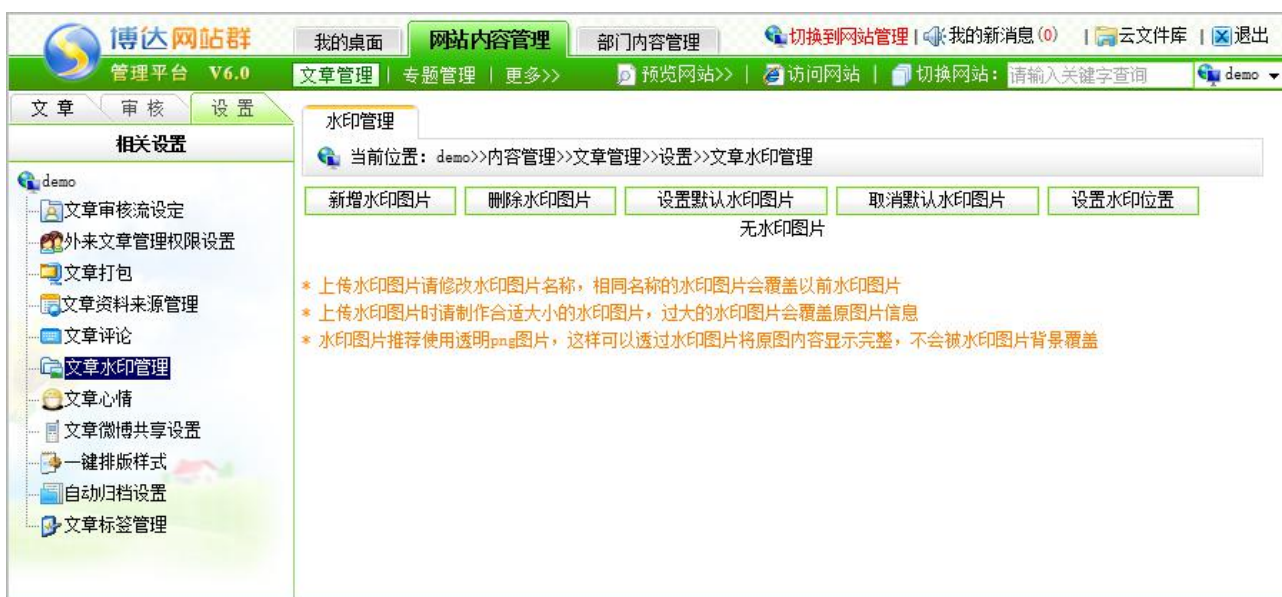 博达网站群
管理平台 V6.0
我的桌面 网站内容管理 部门内容管理 切换到网站管理 | 我的新消息(0) | 云文件库 | 退出
文章管理 | 专题管理 | 更多>> 预览网站>> | 访问网站 | 切换网站: 请输入关键字查询 demo
文章 审核 设置
相关设置
demo
文章审核流设定
外来文章管理权限设置
文章打包
文章资料来源管理
文章评论
文章水印管理
文章心情
文章微博共享设置
一键排版样式
自动归档设置
文章标签管理
水印管理
当前位置: demo>>内容管理>>文章管理>>设置>>文章水印管理
新增水印图片 删除水印图片 设置默认水印图片 取消默认水印图片 设置水印位置
无水印图片
* 上传水印图片请修改水印图片名称，相同名称的水印图片会覆盖以前水印图片
* 上传水印图片时请制作合适大小的水印图片，过大的水印图片会覆盖原图片信息
* 水印图片推荐使用透明png图片，这样可以透过水印图片将原图内容显示完整，不会被水印图片背景覆盖